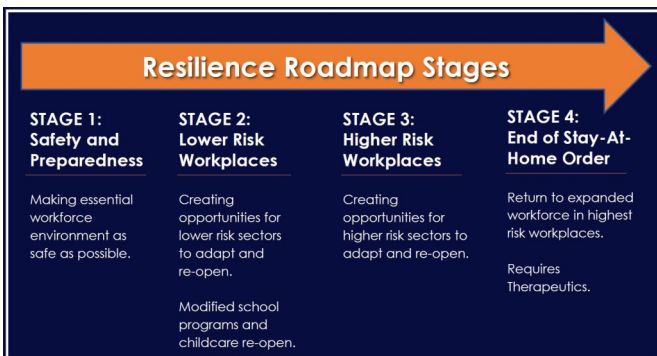 Resilience Roadmap Stages
STAGE 1:
Safety and
Preparedness
Making essential
workforce
environment as
safe as possible.
STAGE 2:
Lower Risk
Workplaces
Creating
opportunities for
lower risk sectors
to adapt and
re-open.
Modified school
programs and
childcare re-open.
STAGE 3:
Higher Risk
Workplaces
Creating
opportunities for
higher risk sectors to
adapt and re-open.
STAGE 4:
End of Stay-At-
Home Order
Return to expanded
workforce in highest
risk workplaces.
Requires
Therapeutics.